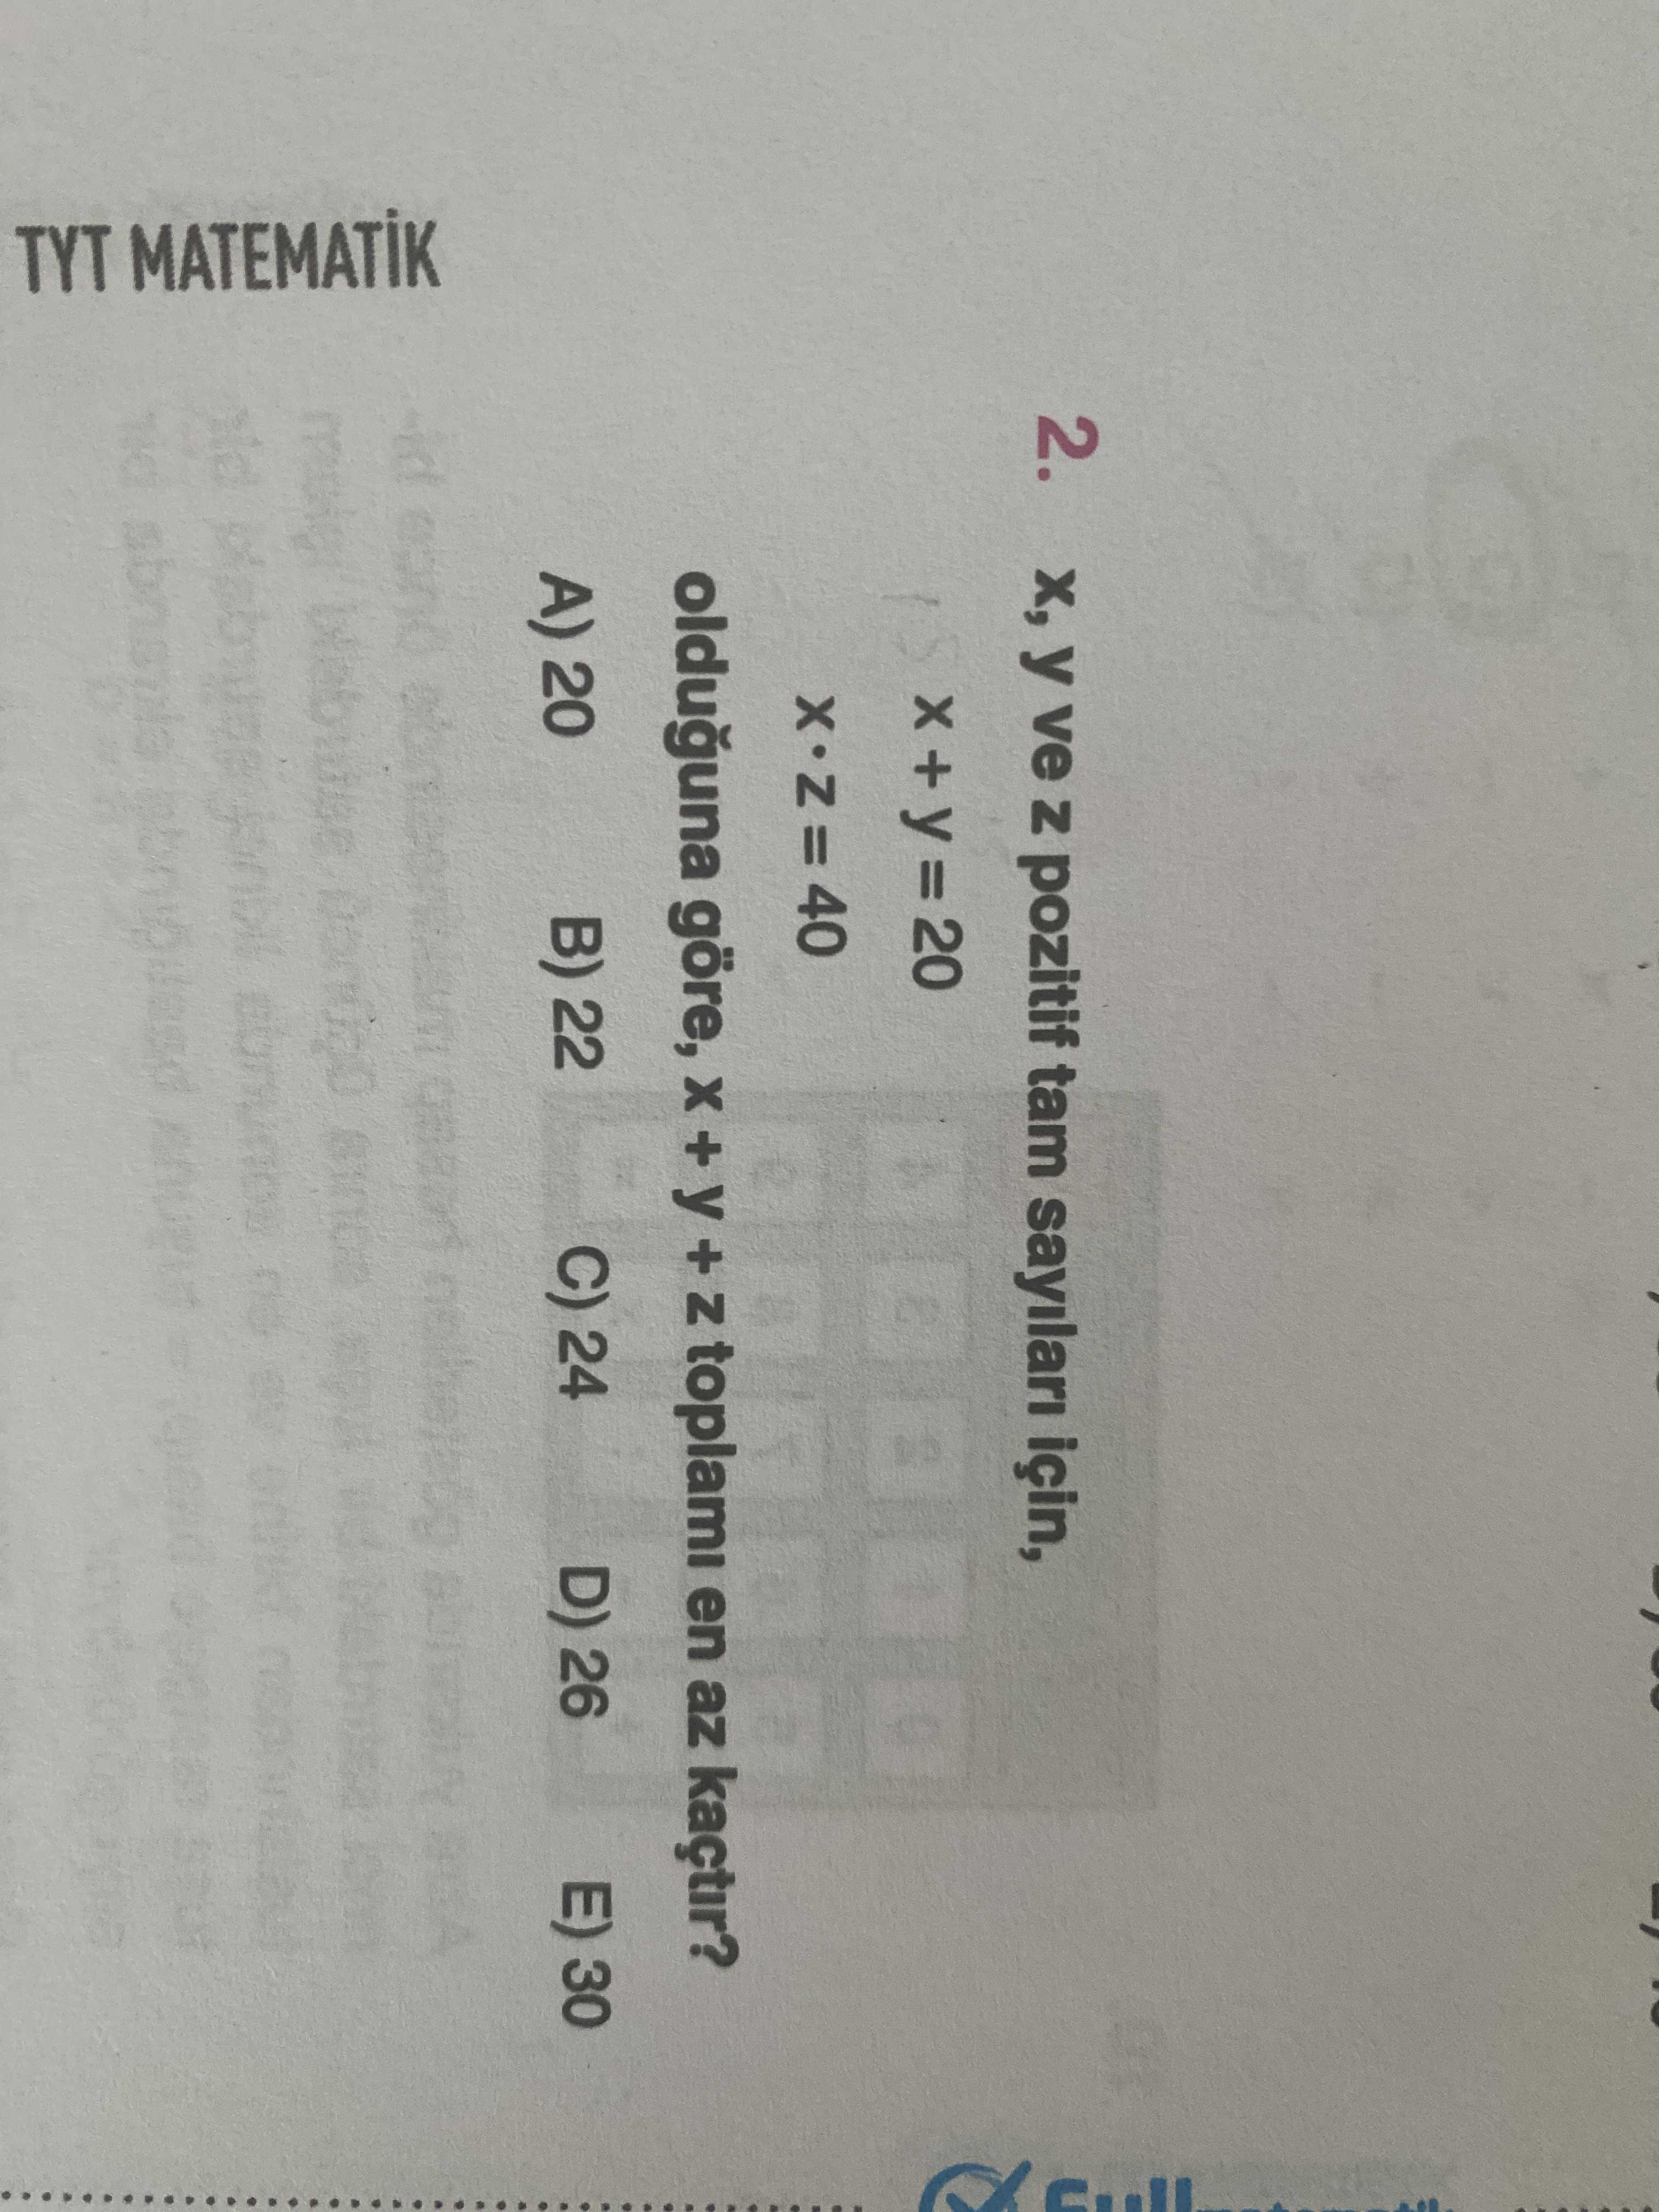 2. x, y ve z pozitif tam sayıları için,
x + y = 20
x · z = 40
olduğuna göre, x + y + z toplamı en az kaçtır?
A) 20 B) 22 C) 24 D) 26 E) 30
TYT MATEMATİK
Full